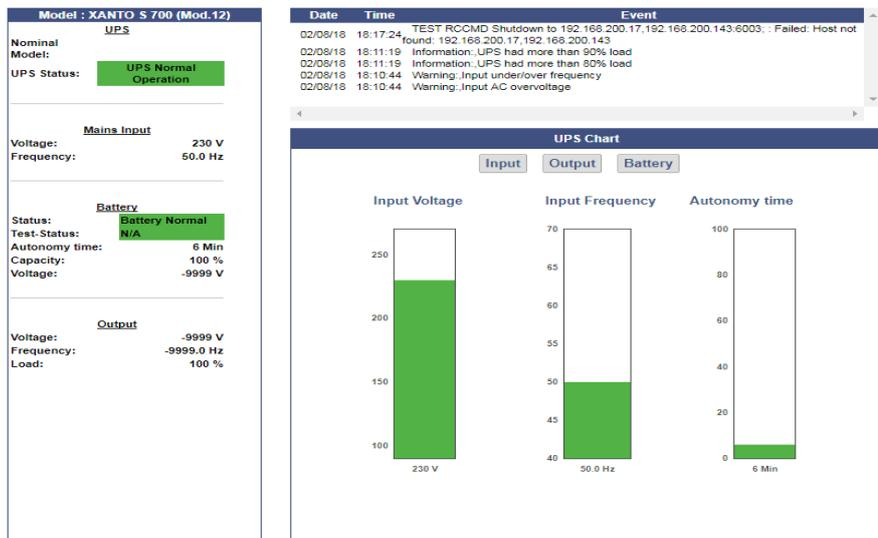 Model : XANTO S 700 (Mod.12)
UPS
Nominal
Model:
UPS Status: UPS Normal
Operation
Mains Input
Voltage: 230 V
Frequency: 50.0 Hz
Battery
Status: Battery Normal
Test-Status: N/A
Autonomy time: 6 Min
Capacity: 100 %
Voltage: -9999 V
Output
Voltage: -9999 V
Frequency: -9999.0 Hz
Load: 100 %
Date Time Event
02/08/18 18:17:24 TEST RCCMD Shutdown to 192.168.200.17,192.168.200.143:6003; : Failed: Host not
found: 192.168.200.17,192.168.200.143
02/08/18 18:11:19 Information:,UPS had more than 90% load
02/08/18 18:11:19 Information:,UPS had more than 80% load
02/08/18 18:10:44 Warning:,Input under/over frequency
02/08/18 18:10:44 Warning:,Input AC overvoltage
UPS Chart
Input Output Battery
Input Voltage Input Frequency Autonomy time
250
200
150
100
230 V
70
65
60
55
50
45
40
50.0 Hz
100
80
60
40
20
0
6 Min